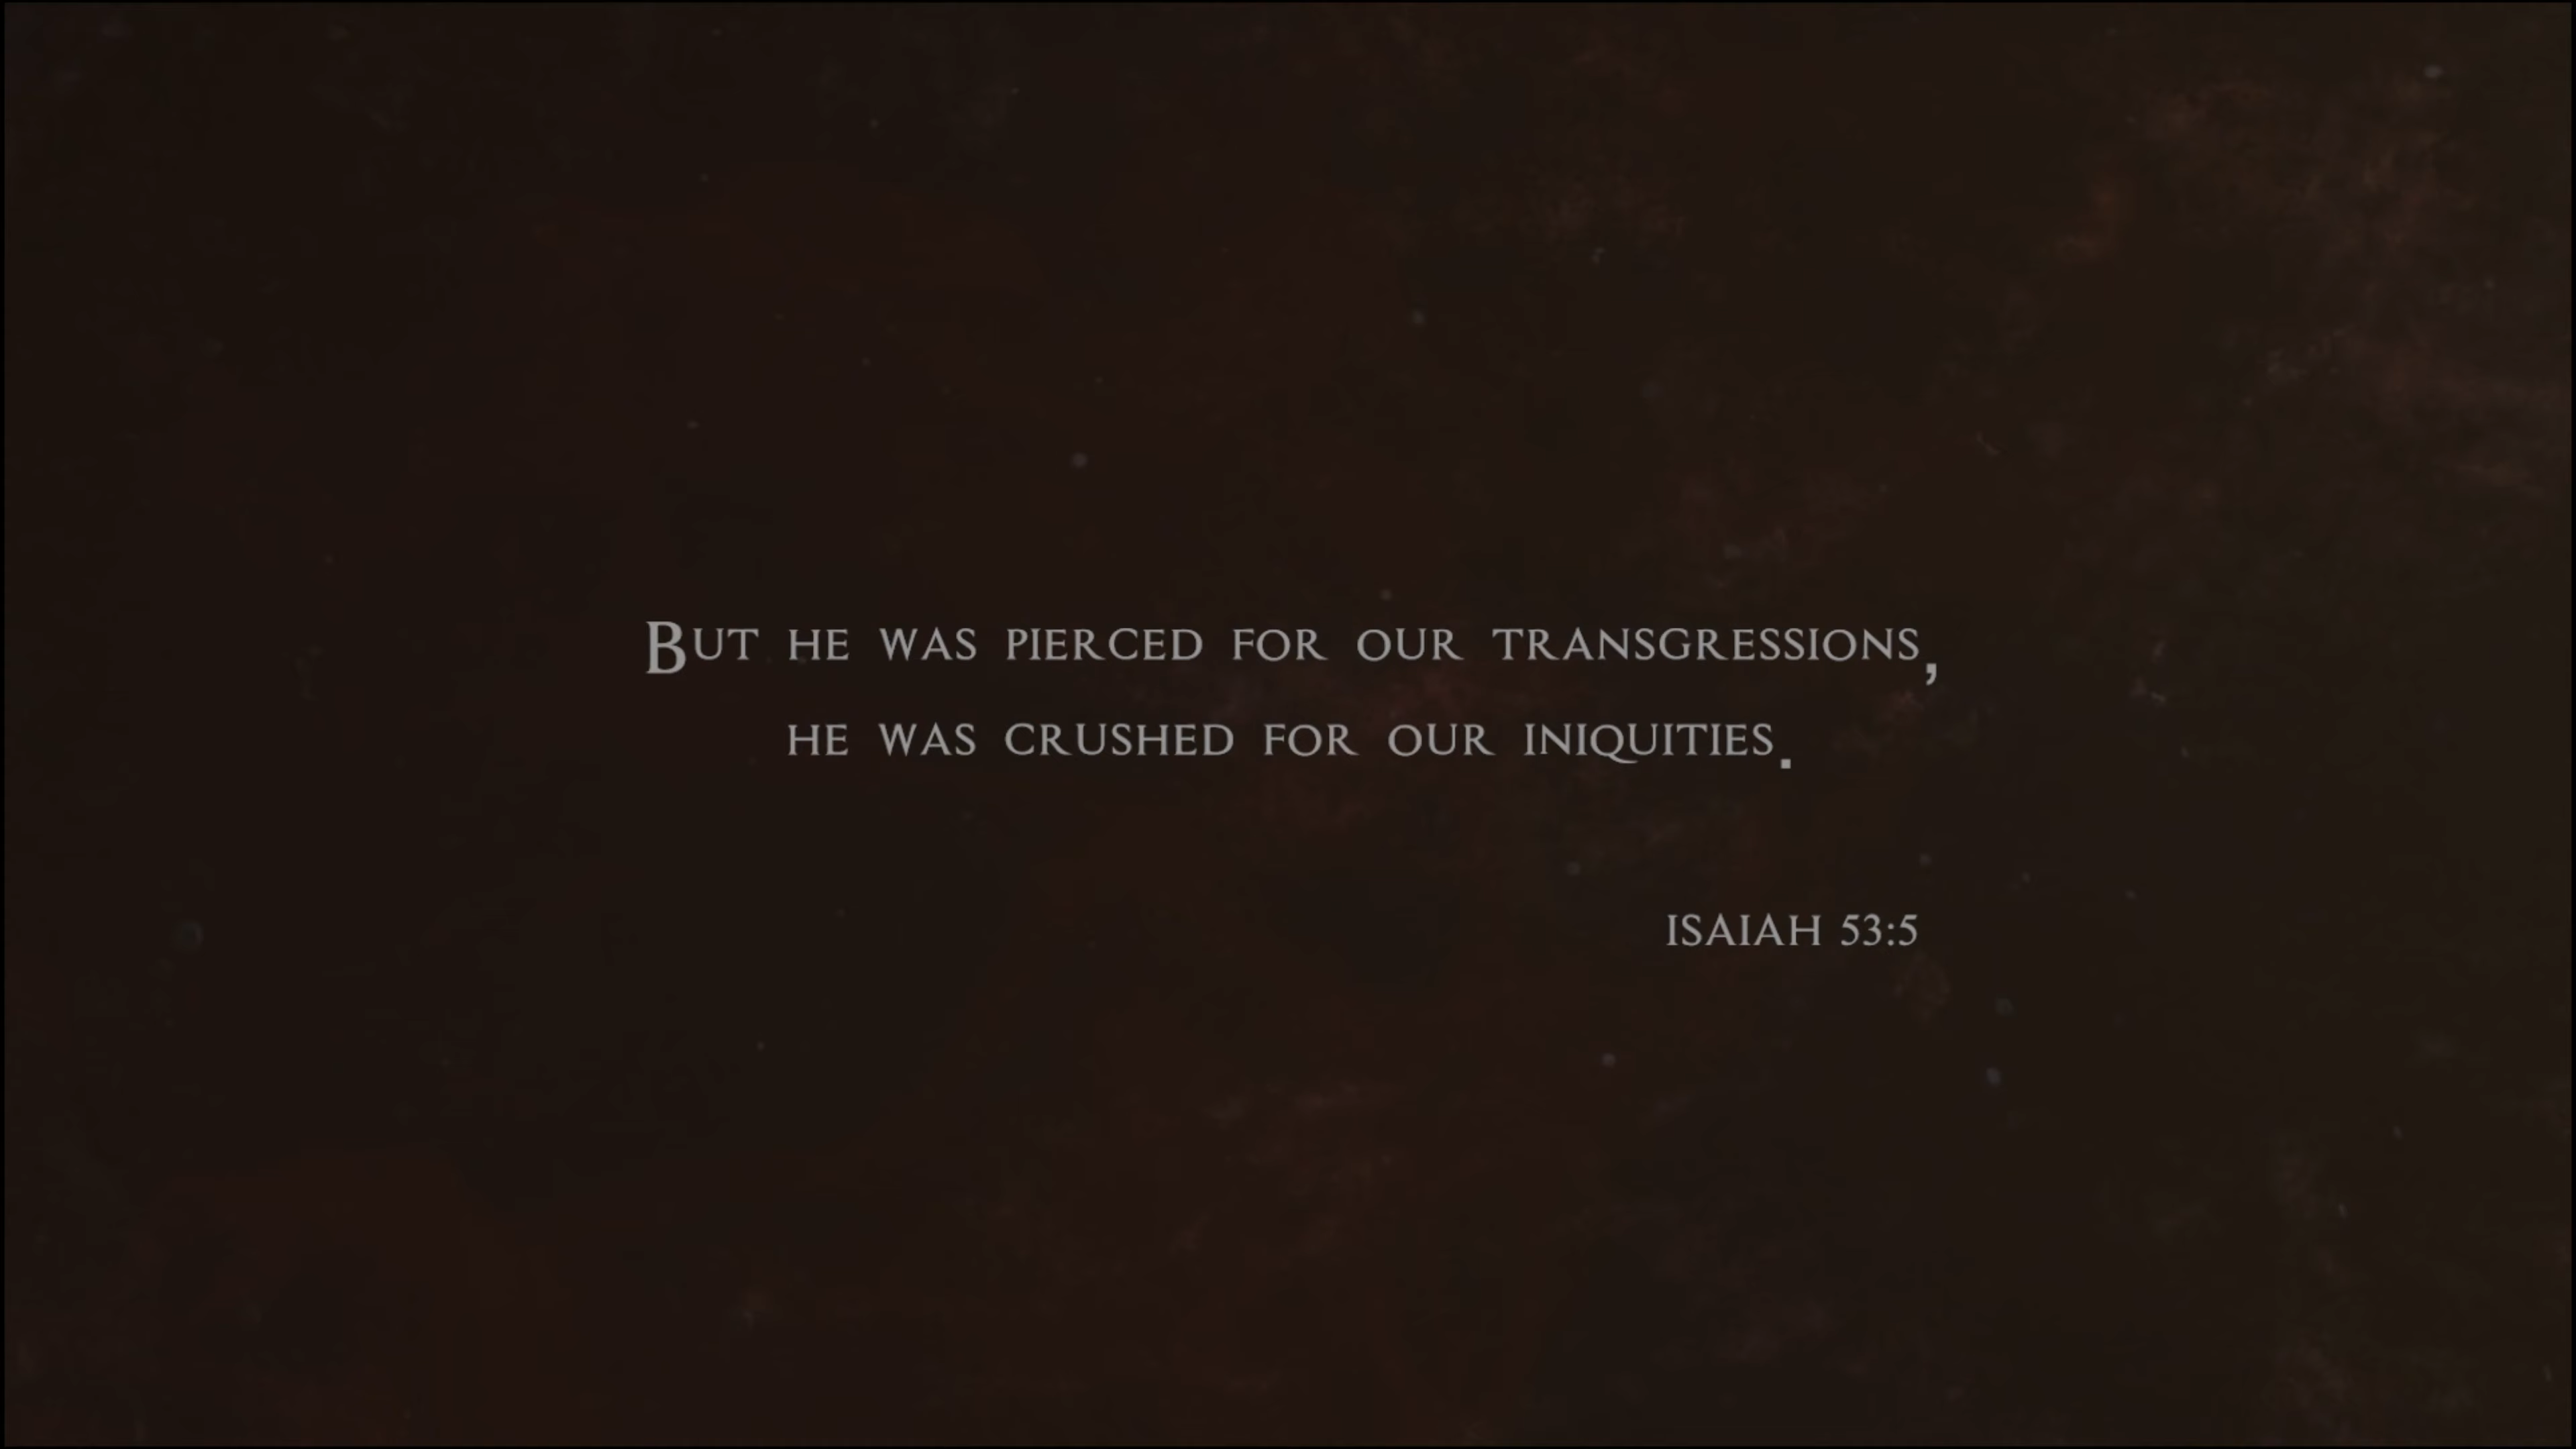 But he was pierced for our transgressions,
he was crushed for our iniquities.
ISAIAH 53:5